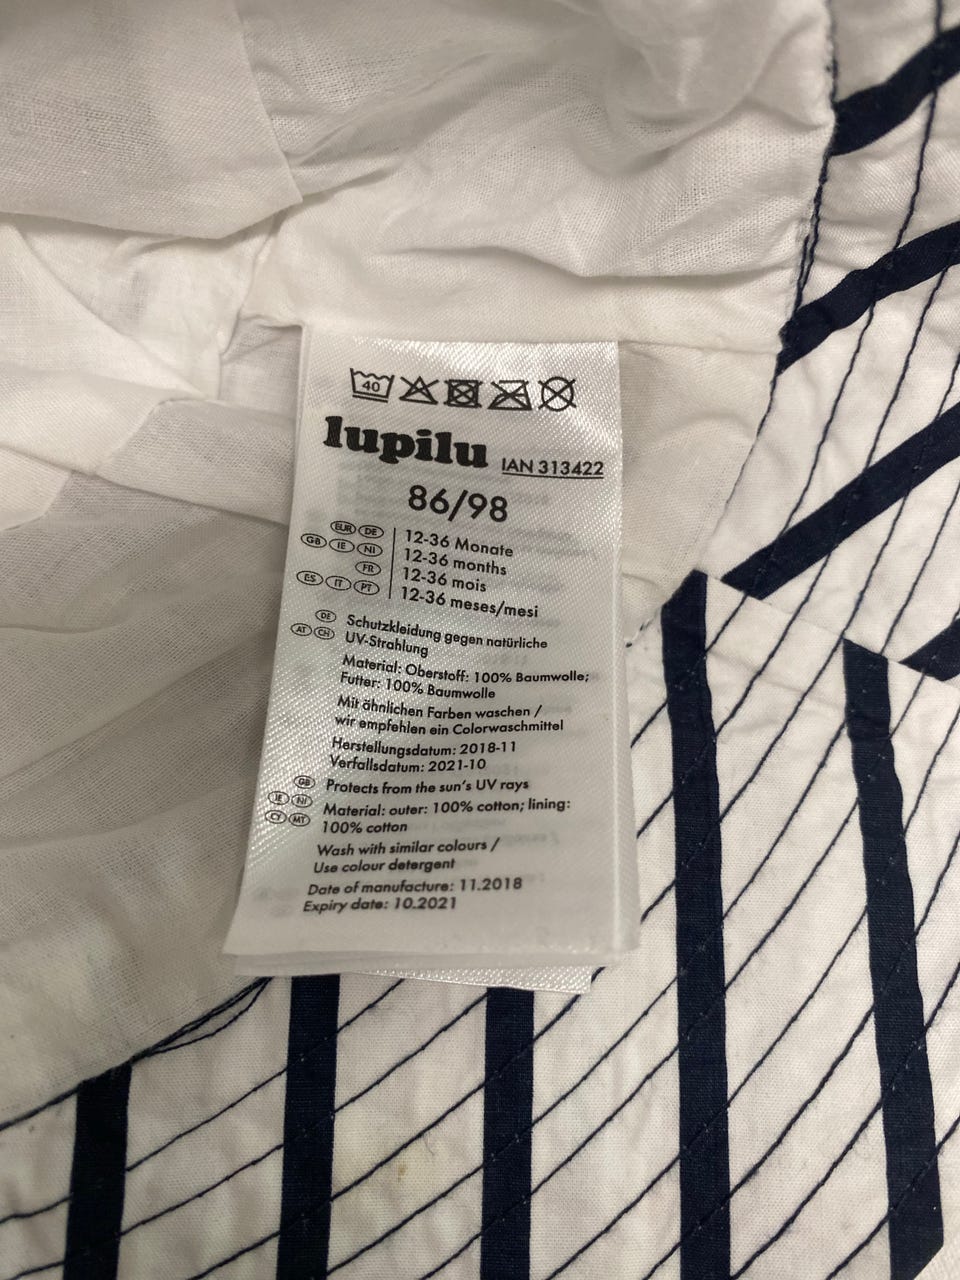 40
lupilu IAN 313422
86/98
EUR DE 12-36 Monate
GB IE NI 12-36 months
FR 12-36 mois
ES IT PT 12-36 meses/mesi
DE Schutzkleidung gegen natürliche
AT CH UV-Strahlung
Material: Oberstoff: 100% Baumwolle;
Futter: 100% Baumwolle
Mit ähnlichen Farben waschen /
wir empfehlen ein Colorwaschmittel
Herstellungsdatum: 2018-11
Verfallsdatum: 2021-10
GB Protects from the sun's UV rays
IE NI Material: outer: 100% cotton; lining:
CY MT 100% cotton
Wash with similar colours /
Use colour detergent
Date of manufacture: 11.2018
Expiry date: 10.2021